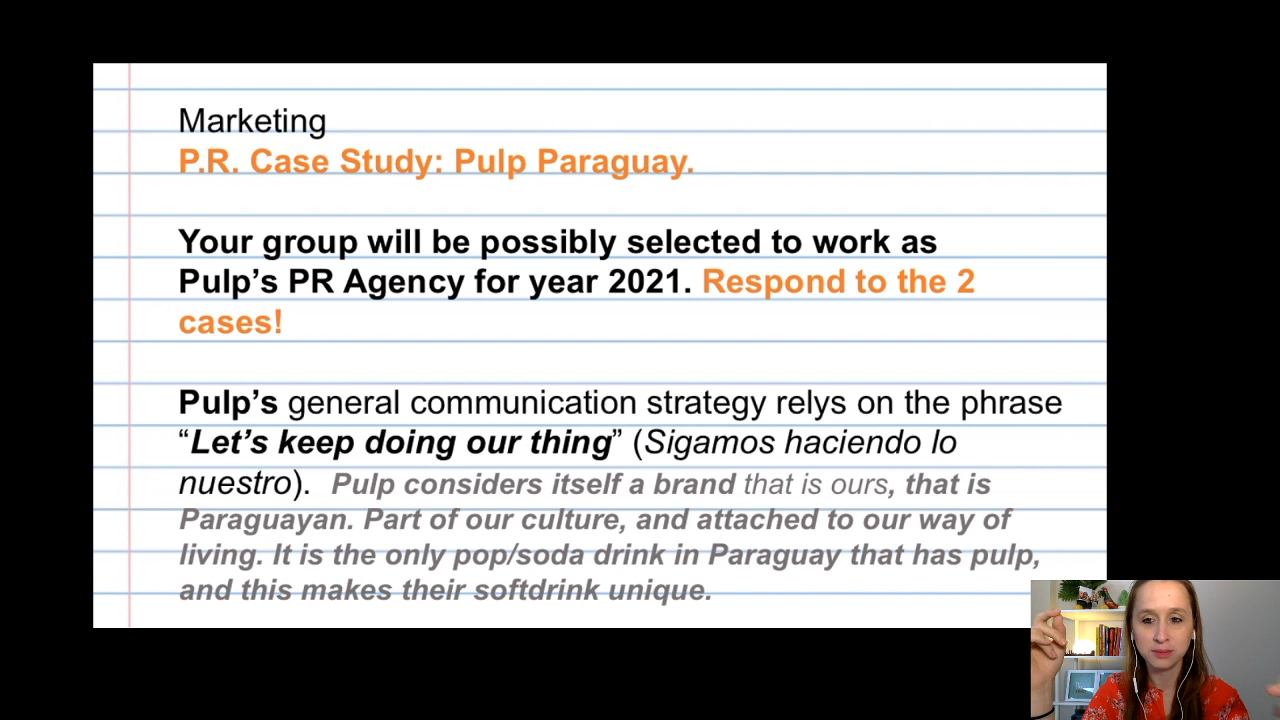 Marketing
P.R. Case Study: Pulp Paraguay.
Your group will be possibly selected to work as
Pulp’s PR Agency for year 2021. Respond to the 2
cases!
Pulp’s general communication strategy relys on the phrase
“Let’s keep doing our thing” (Sigamos haciendo lo
nuestro). Pulp considers itself a brand that is ours, that is
Paraguayan. Part of our culture, and attached to our way of
living. It is the only pop/soda drink in Paraguay that has pulp,
and this makes their softdrink unique.